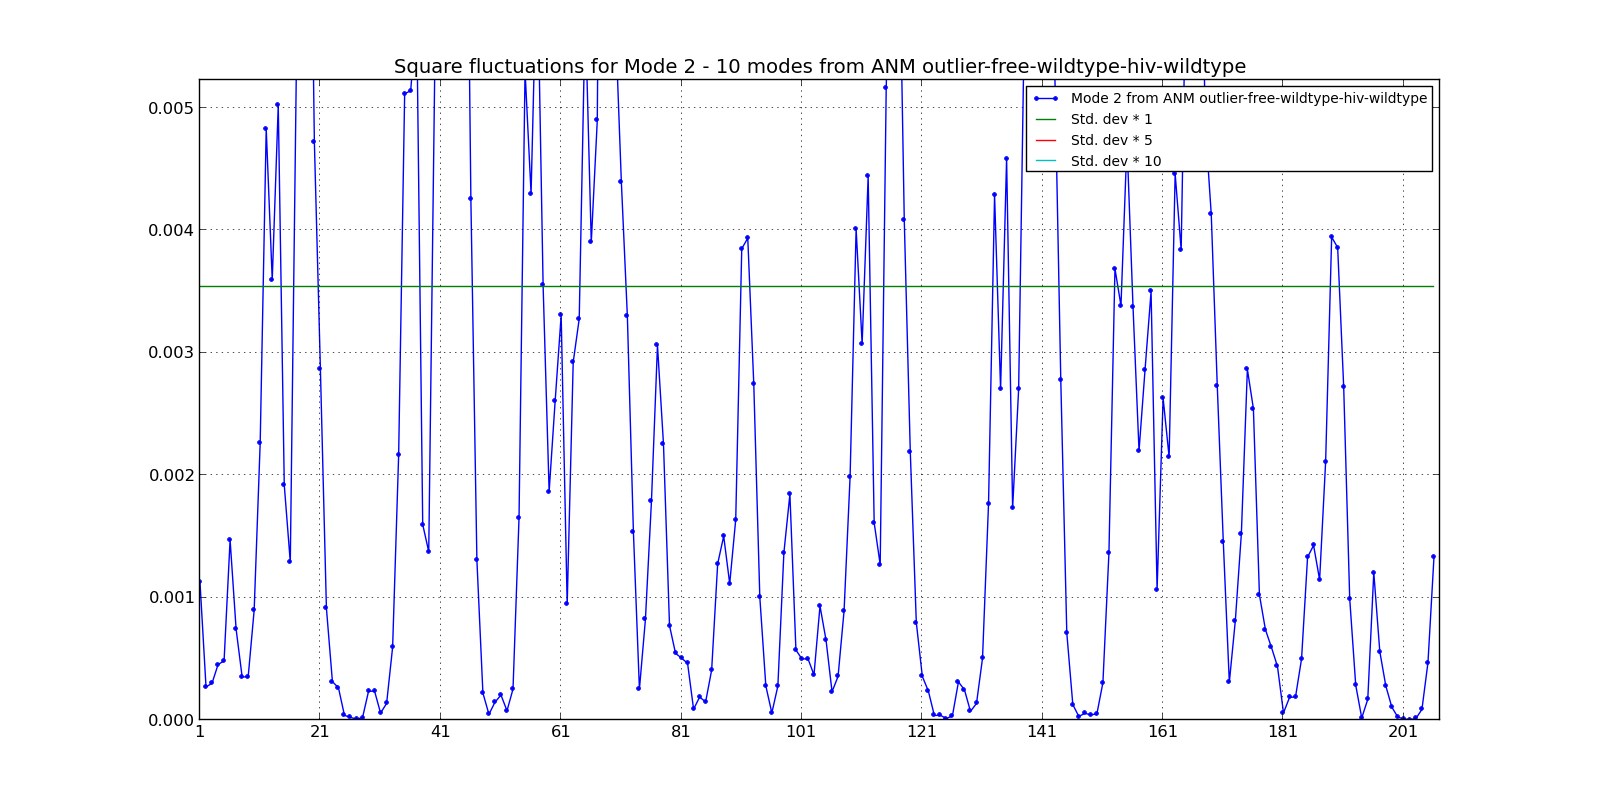 Square fluctuations for Mode 2 - 10 modes from ANM outlier-free-wildtype-hiv-wildtype
Mode 2 from ANM outlier-free-wildtype-hiv-wildtype
Std. dev * 1
Std. dev * 5
Std. dev * 10
0.005
0.004
0.003
0.002
0.001
0.000
1 21 41 61 81 101 121 141 161 181 201